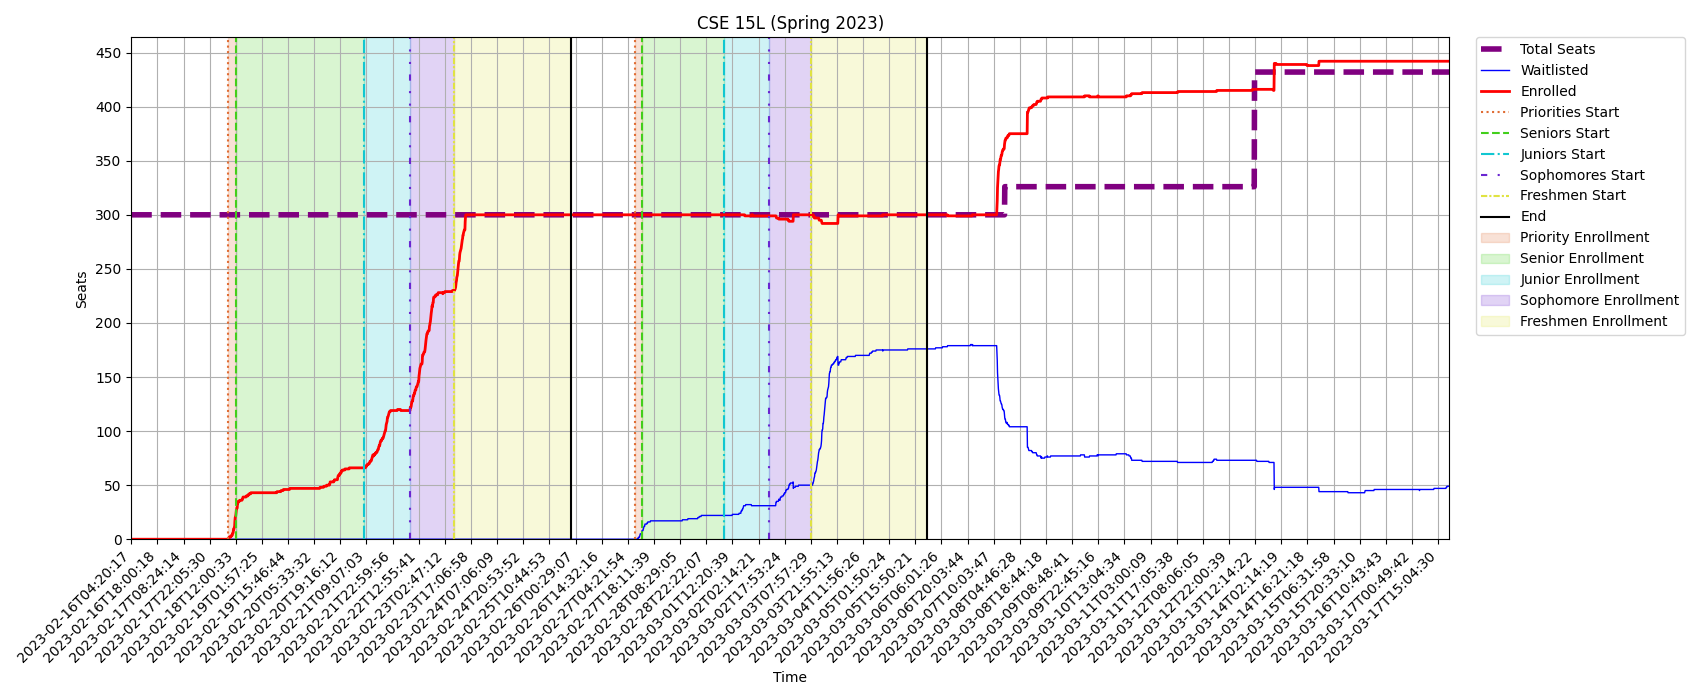 CSE 15L (Spring 2023)
Seats
450
400
350
300
250
200
150
100
50
0
Total Seats
Waitlisted
Enrolled
Priorities Start
Seniors Start
Juniors Start
Sophomores Start
Freshmen Start
End
Priority Enrollment
Senior Enrollment
Junior Enrollment
Sophomore Enrollment
Freshmen Enrollment
2023-02-16T04:20:17
2023-02-16T18:00:18
2023-02-17T08:24:14
2023-02-17T22:05:30
2023-02-18T12:00:33
2023-02-19T01:57:25
2023-02-19T15:46:44
2023-02-20T05:33:32
2023-02-20T19:16:12
2023-02-21T09:07:03
2023-02-21T22:59:56
2023-02-22T12:55:41
2023-02-23T02:47:12
2023-02-23T17:06:58
2023-02-24T07:06:09
2023-02-24T20:53:52
2023-02-25T10:44:53
2023-02-26T00:29:07
2023-02-26T14:32:16
2023-02-27T04:21:54
2023-02-27T18:11:39
2023-02-28T08:29:05
2023-02-28T22:22:07
2023-03-01T12:20:39
2023-03-02T02:14:21
2023-03-02T17:53:24
2023-03-03T07:57:29
2023-03-03T21:55:13
2023-03-04T11:56:26
2023-03-05T01:50:24
2023-03-05T15:50:21
2023-03-06T06:01:26
2023-03-06T20:03:44
2023-03-07T10:03:47
2023-03-08T04:46:28
2023-03-08T18:44:18
2023-03-09T08:48:41
2023-03-09T22:45:16
2023-03-10T13:04:34
2023-03-11T03:00:09
2023-03-11T17:05:38
2023-03-12T08:06:05
2023-03-12T22:00:39
2023-03-13T12:14:22
2023-03-14T02:14:19
2023-03-14T16:21:18
2023-03-15T06:31:58
2023-03-15T20:33:10
2023-03-16T10:43:43
2023-03-17T00:49:42
2023-03-17T15:04:30
Time